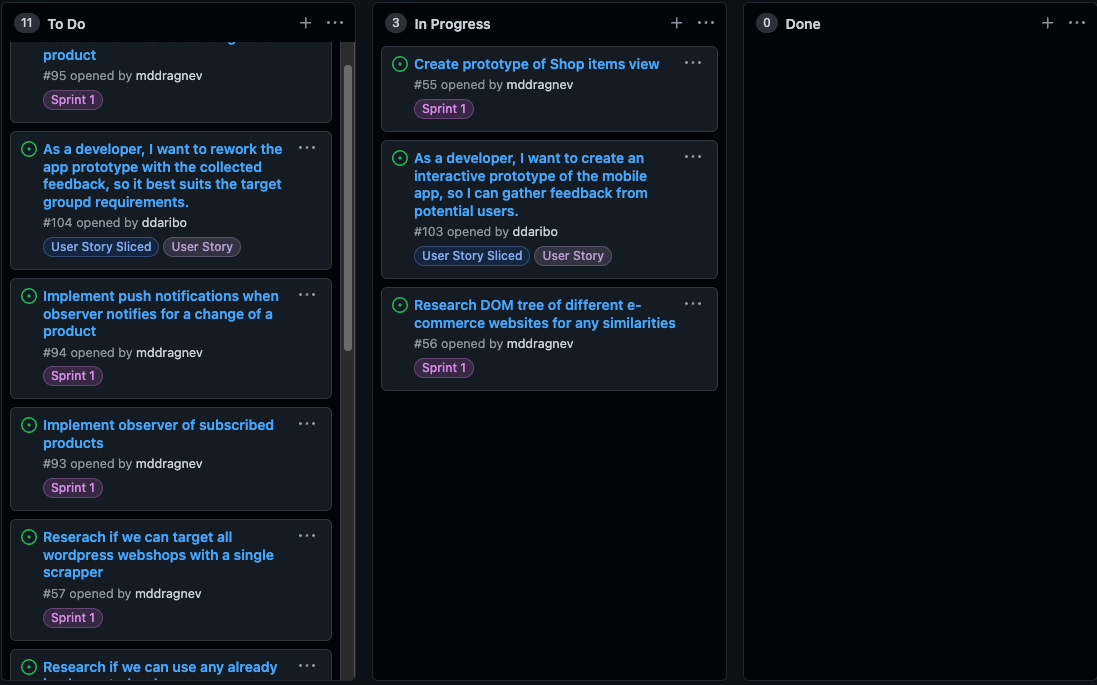 11 To Do
product
#95 opened by mddragnev
Sprint 1
As a developer, I want to rework the
app prototype with the collected
feedback, so it best suits the target
groupd requirements.
#104 opened by ddaribo
User Story Sliced User Story
Implement push notifications when
observer notifies for a change of a
product
#94 opened by mddragnev
Sprint 1
Implement observer of subscribed
products
#93 opened by mddragnev
Sprint 1
Reserach if we can target all
wordpress webshops with a single
scrapper
#57 opened by mddragnev
Sprint 1
Research if we can use any already
3 In Progress
Create prototype of Shop items view
#55 opened by mddragnev
Sprint 1
As a developer, I want to create an
interactive prototype of the mobile
app, so I can gather feedback from
potential users.
#103 opened by ddaribo
User Story Sliced User Story
Research DOM tree of different e-
commerce websites for any similarities
#56 opened by mddragnev
Sprint 1
0 Done